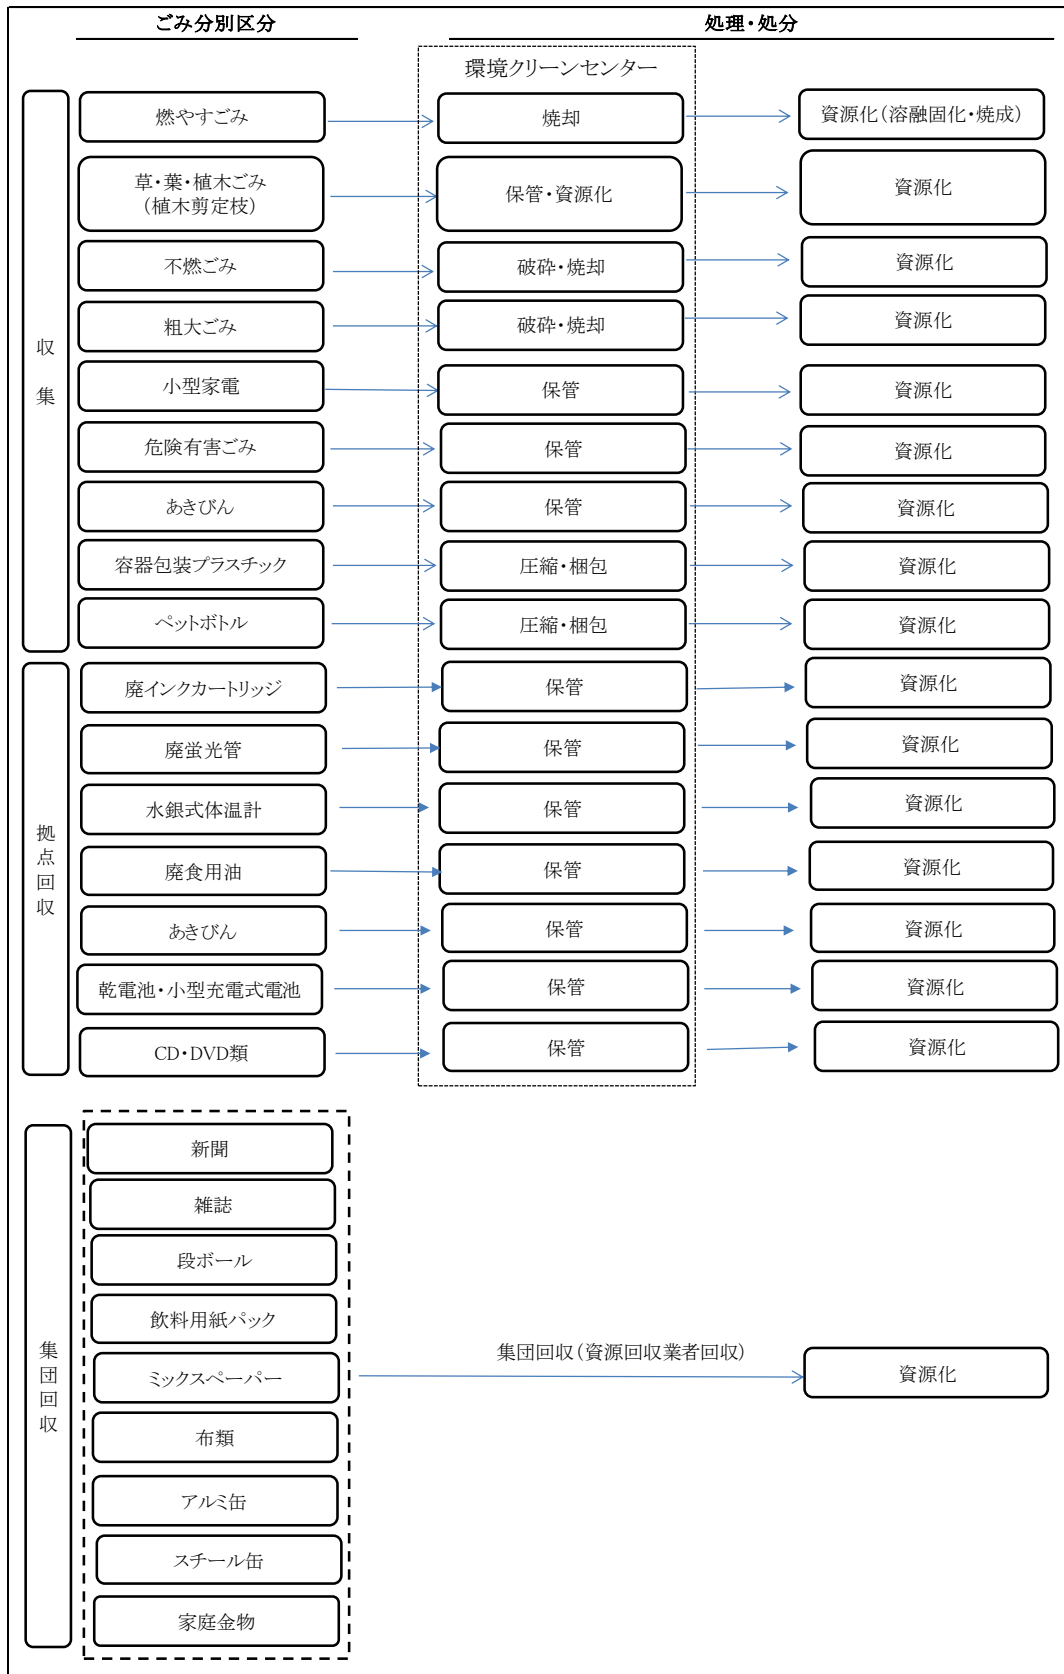 ごみ分別区分
処理・処分
環境クリーンセンター
収集
燃やすごみ
焼却
資源化(溶融固化・焼成)
草・葉・植木ごみ
(植木剪定枝)
保管・資源化
資源化
不燃ごみ
破砕・焼却
資源化
粗大ごみ
破砕・焼却
資源化
小型家電
保管
資源化
危険有害ごみ
保管
資源化
あきびん
保管
資源化
容器包装プラスチック
圧縮・梱包
資源化
ペットボトル
圧縮・梱包
資源化
拠点回収
廃インクカートリッジ
保管
資源化
廃蛍光管
保管
資源化
水銀式体温計
保管
資源化
廃食用油
保管
資源化
あきびん
保管
資源化
乾電池・小型充電式電池
保管
資源化
CD・DVD類
保管
資源化
集団回収
新聞
雑誌
段ボール
飲料用紙パック
ミックスペーパー
布類
アルミ缶
スチール缶
家庭金物
集団回収(資源回収業者回収)
資源化